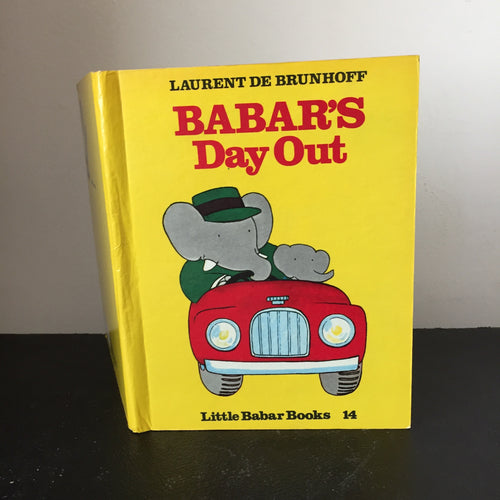 LAURENT DE BRUNHOFF
BABAR'S
Day Out
Little Babar Books 14